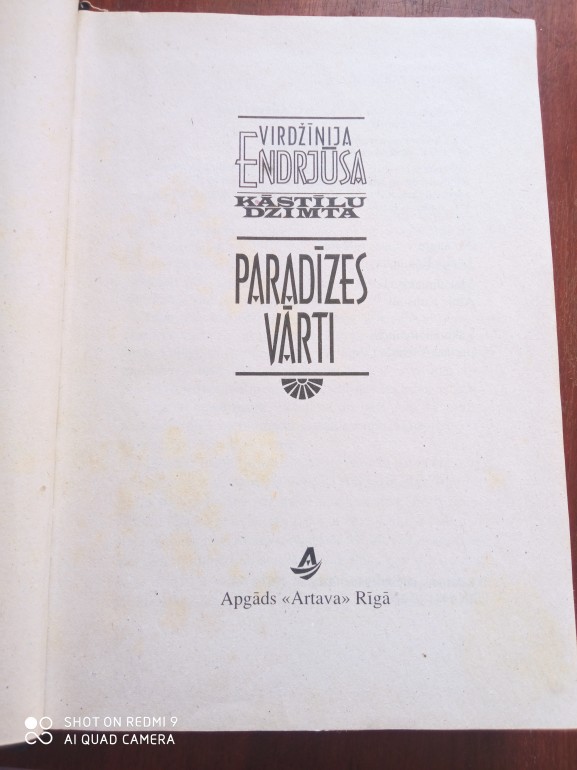 VIRDŽĪNIJA
ENDRJŪSA
KĀSTĪLU
DZIMTA
PARADĪZES
VĀRTI
Apgāds «Artava» Rīgā
SHOT ON REDMI 9
AI QUAD CAMERA